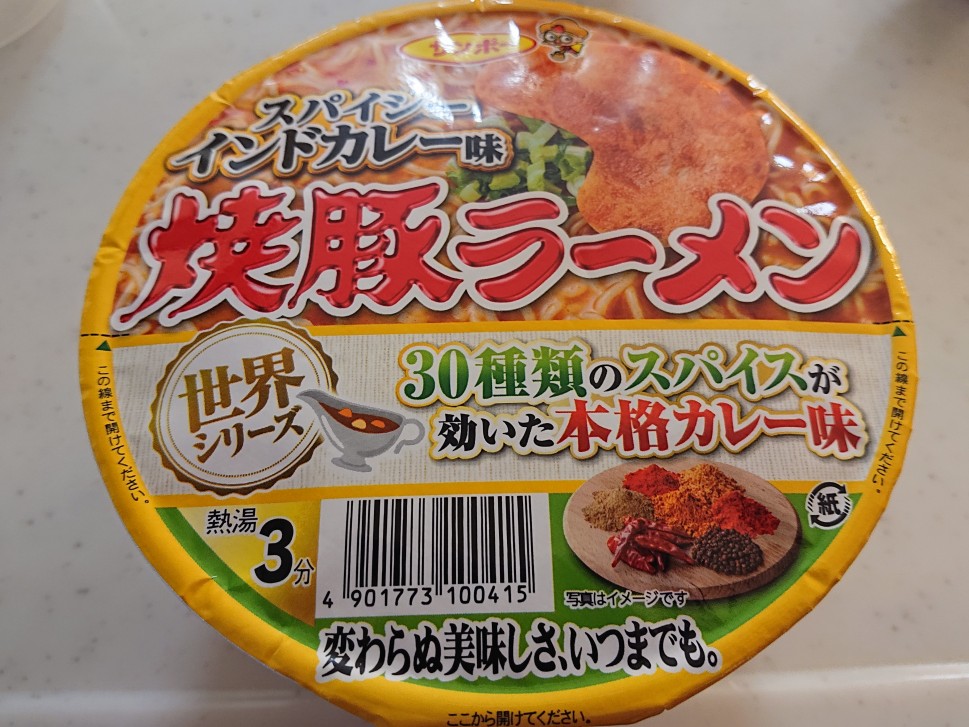 サンポー
スパイシー
インドカレー味
焼豚ラーメン
世界
シリーズ
30種類のスパイスが
効いた本格カレー味
この線まで開けてください。
この線まで開けてください。
熱湯
3分
4 901773 100415
紙
写真はイメージです
変わらぬ美味しさ、いつまでも。
ここから開けてください。